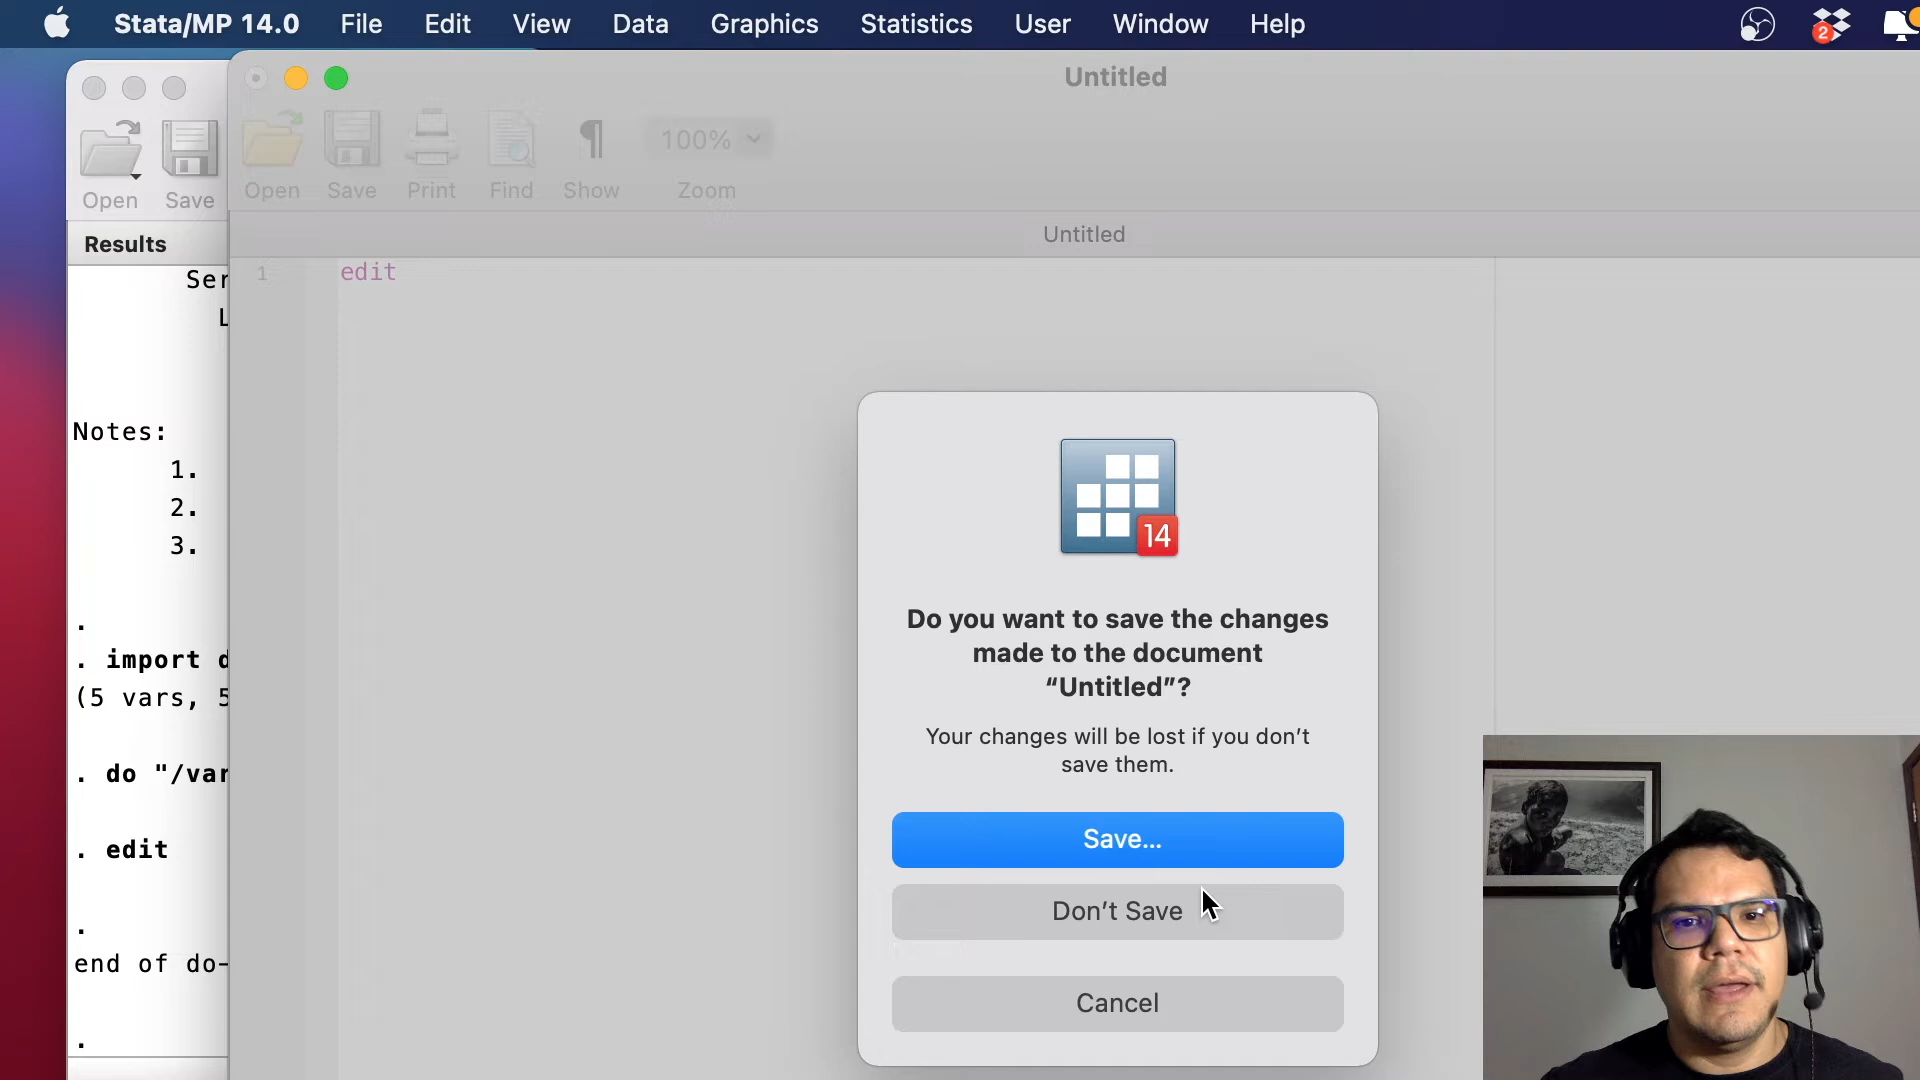 Stata/MP 14.0 File Edit View Data Graphics Statistics User Window Help
2
Untitled
Open Save
Open Save Print Find Show
100%
Zoom
Results
Untitled
1 edit
Notes:
1.
2.
3.
.
. import
(5 vars,
. do "/var
. edit
.
end of do-
.
14
Do you want to save the changes
made to the document
“Untitled”?
Your changes will be lost if you don’t
save them.
Save...
Don’t Save
Cancel